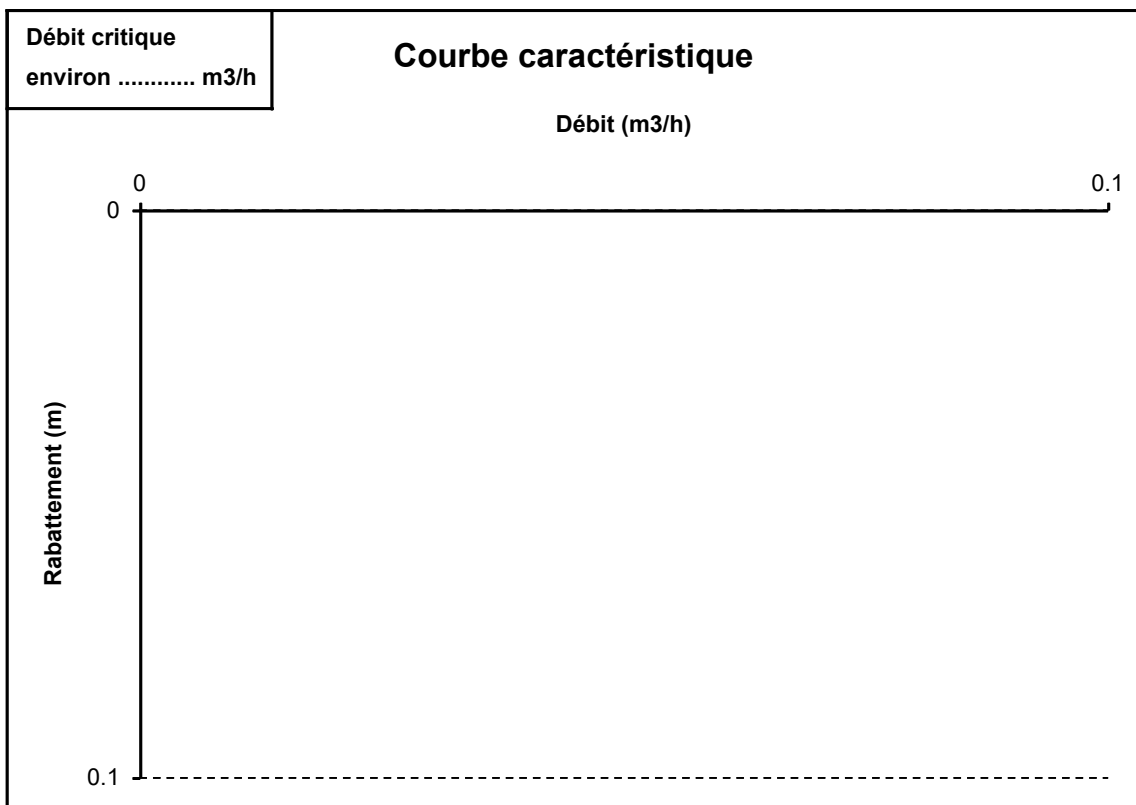 Débit critique
environ ............ m3/h
Courbe caractéristique
Débit (m3/h)
0
0.1
0
Rabattement (m)
0.1